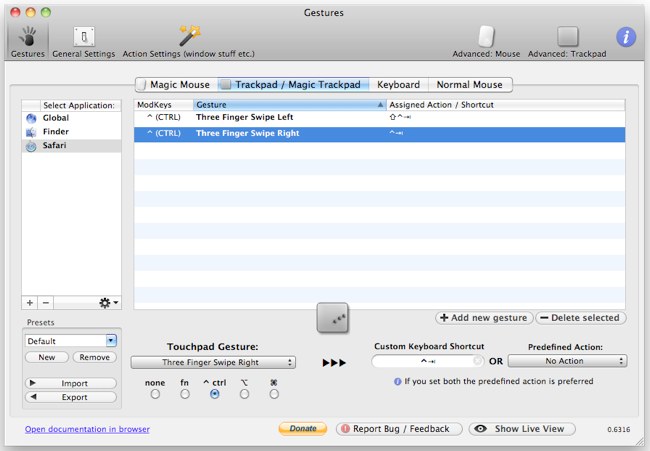 Gestures
Gestures General Settings Action Settings (window stuff etc.) Advanced: Mouse Advanced: Trackpad
Magic Mouse Trackpad / Magic Trackpad Keyboard Normal Mouse
Select Application: ModKeys Gesture Assigned Action / Shortcut
Global ^ (CTRL) Three Finger Swipe Left ⇧^⇥
Finder ^ (CTRL) Three Finger Swipe Right ^⇥
Safari
+ − + Add new gesture − Delete selected
Presets
Default
New Remove
Import
Export
Touchpad Gesture: Custom Keyboard Shortcut Predefined Action:
Three Finger Swipe Right ^⇥ OR No Action
none fn ^ ctrl ⌥ ⌘
If you set both the predefined action is preferred
Open documentation in browser Donate Report Bug / Feedback Show Live View 0.6316